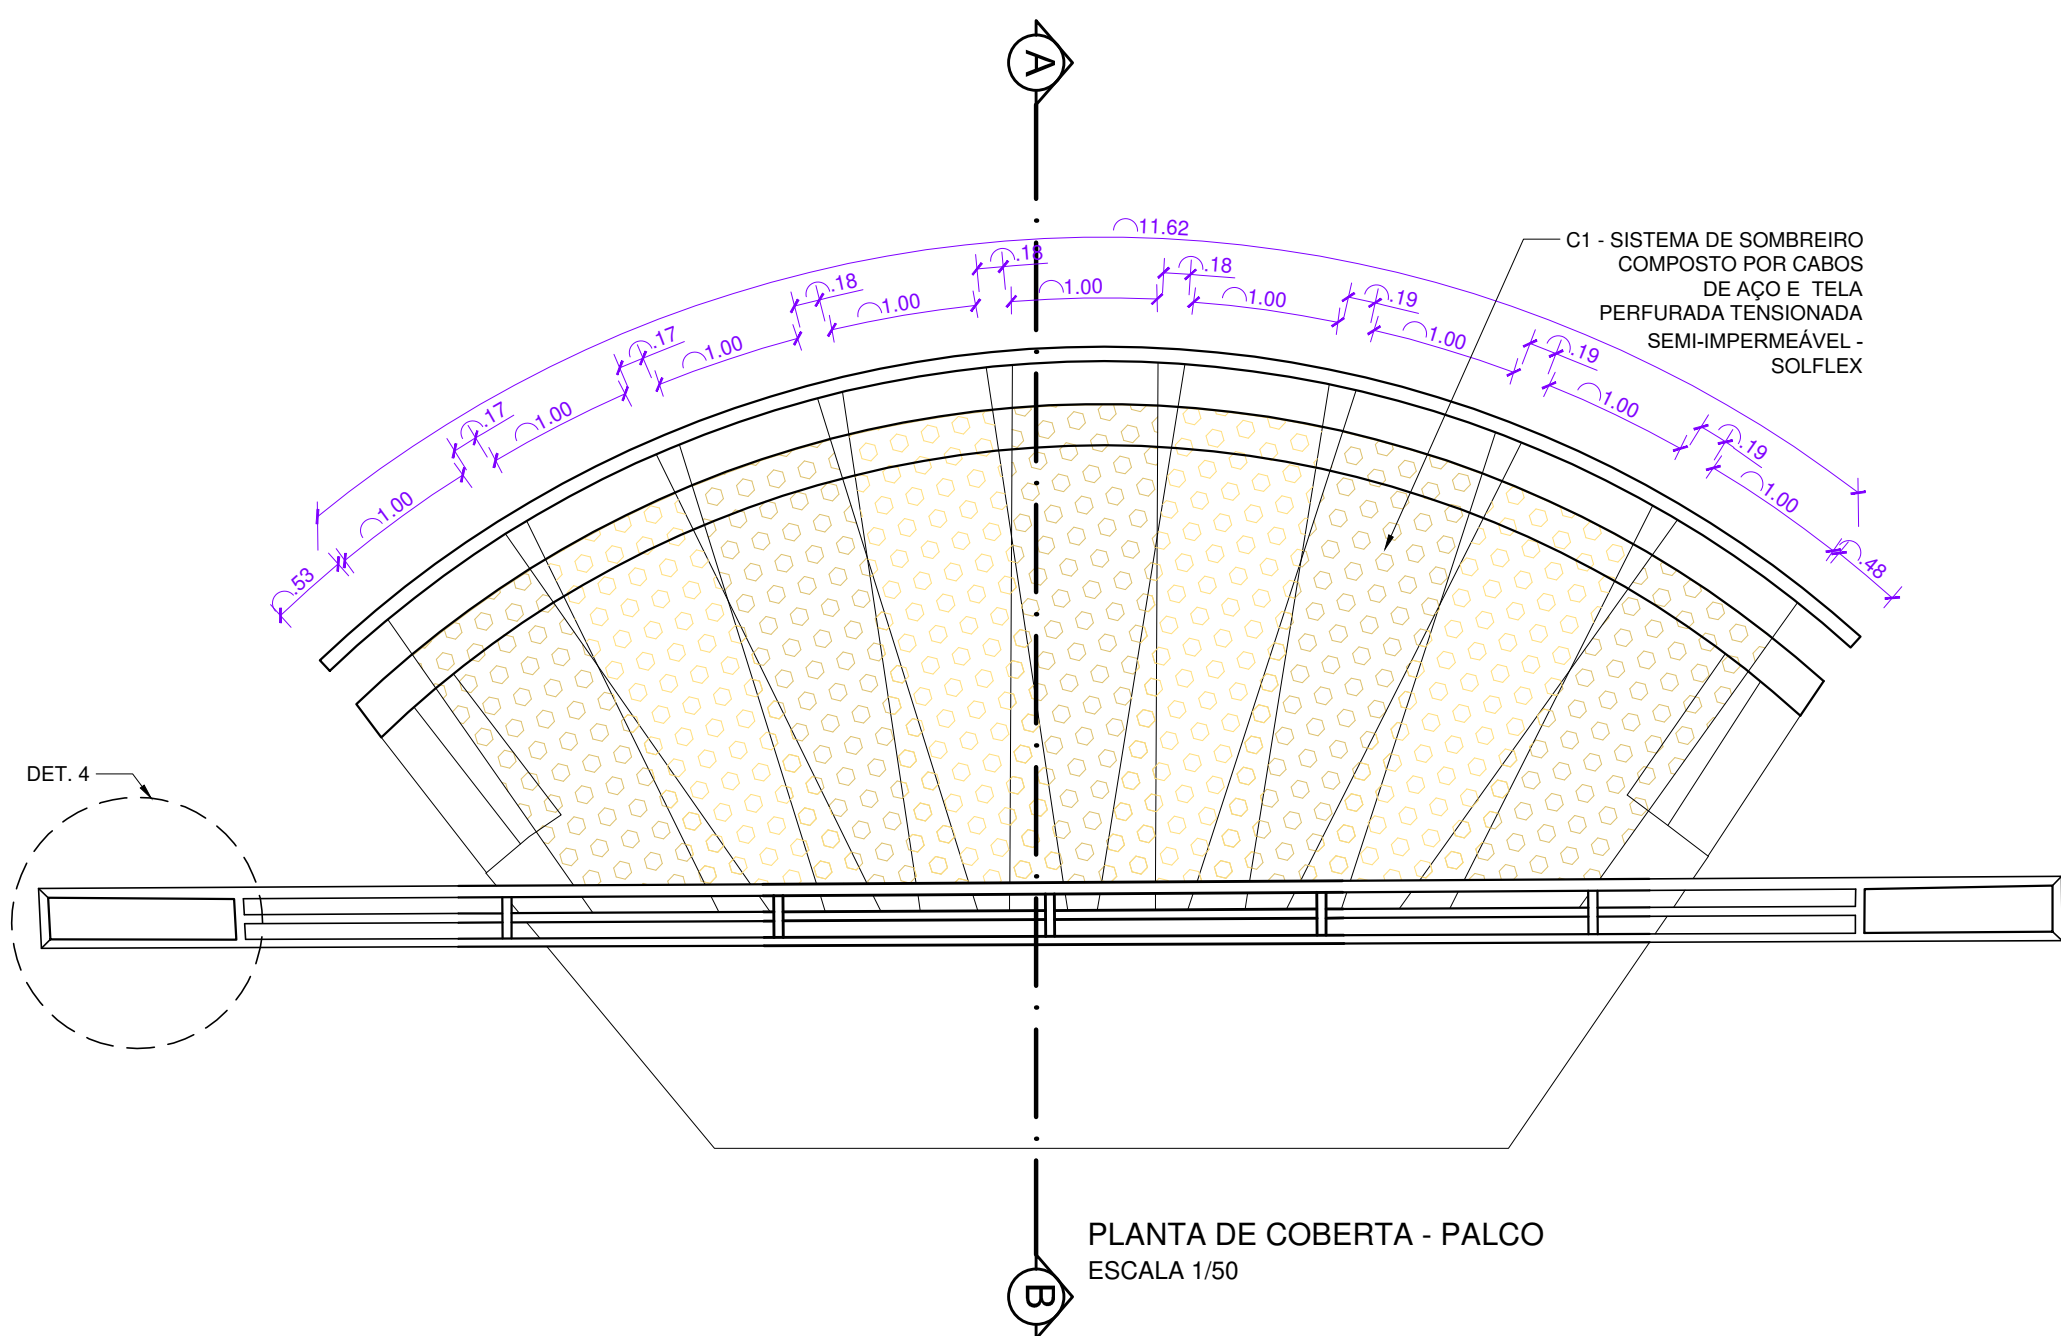 A
11.62
.18
.18
.18
1.00
1.00
1.00
.19
.17
1.00
1.00
.19
.17
1.00
1.00
.19
1.00
1.00
.53
.48
C1 - SISTEMA DE SOMBREIRO
COMPOSTO POR CABOS
DE AÇO E TELA
PERFURADA TENSIONADA
SEMI-IMPERMEÁVEL -
SOLFLEX
DET. 4
PLANTA DE COBERTA - PALCO
ESCALA 1/50
B